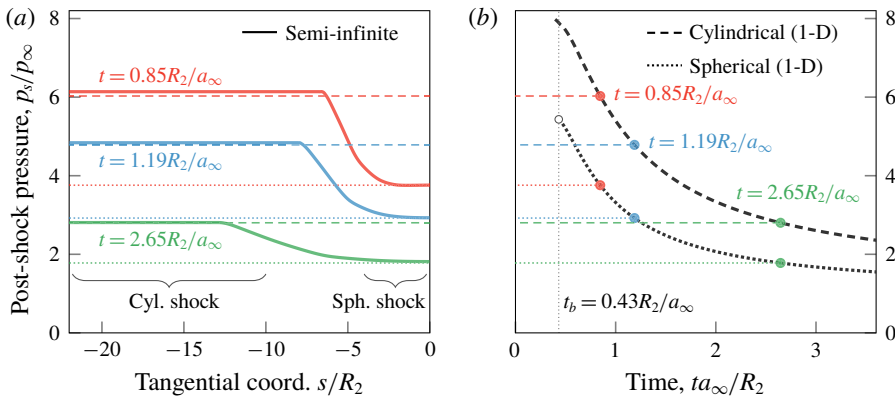 (a)
Semi-infinite
t = 0.85R₂/a∞
t = 1.19R₂/a∞
t = 2.65R₂/a∞
Cyl. shock
Sph. shock
Post-shock pressure, pₛ/p∞
8
6
4
2
0
−20 −15 −10 −5 0
Tangential coord. s/R₂
(b)
Cylindrical (1-D)
Spherical (1-D)
t = 0.85R₂/a∞
t = 1.19R₂/a∞
t = 2.65R₂/a∞
t_b = 0.43R₂/a∞
8
6
4
2
0
0 1 2 3
Time, ta∞/R₂